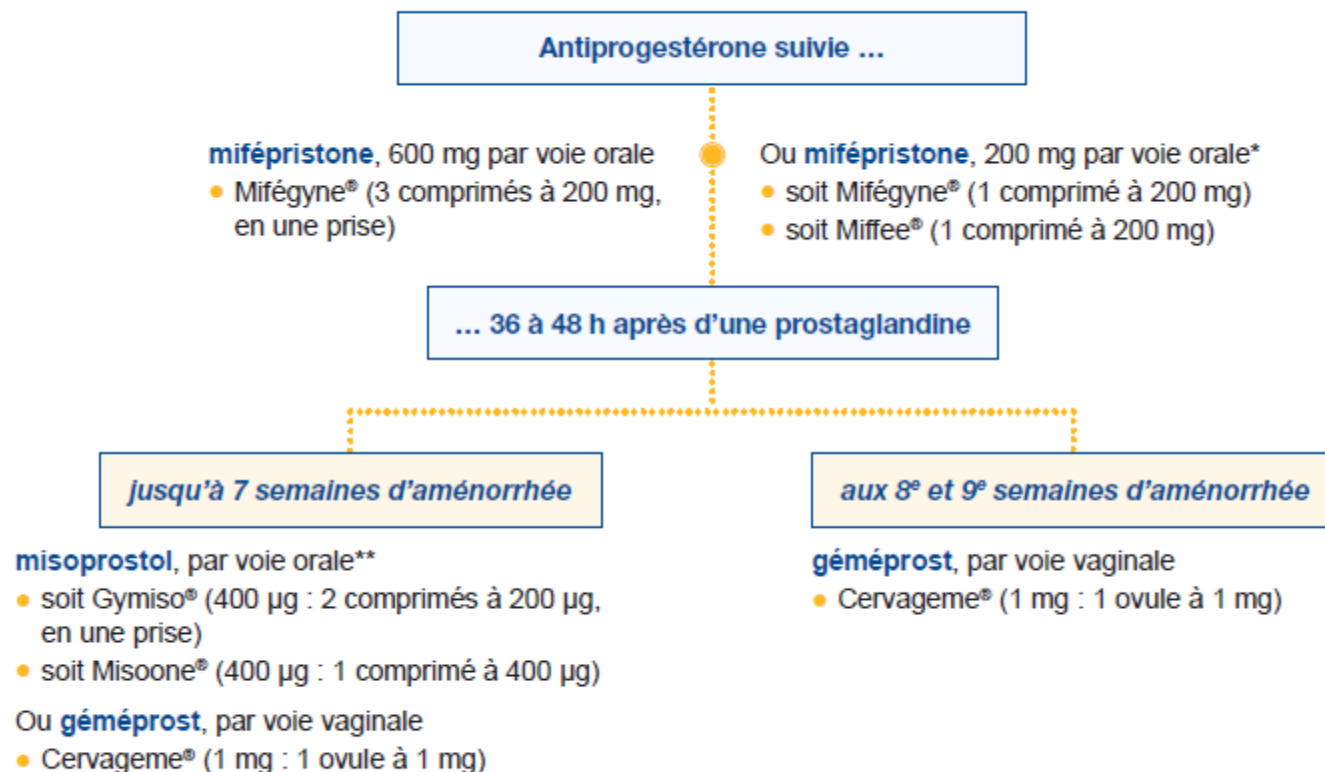 Antiprogestérone suivie ...
mifépristone, 600 mg par voie orale
• Mifégyne® (3 comprimés à 200 mg,
en une prise)
Ou mifépristone, 200 mg par voie orale*
• soit Mifégyne® (1 comprimé à 200 mg)
• soit Miffee® (1 comprimé à 200 mg)
... 36 à 48 h après d’une prostaglandine
jusqu’à 7 semaines d’aménorrhée
misoprostol, par voie orale**
• soit Gymiso® (400 µg : 2 comprimés à 200 µg,
en une prise)
• soit Misoone® (400 µg : 1 comprimé à 400 µg)
Ou géméprost, par voie vaginale
• Cervageme® (1 mg : 1 ovule à 1 mg)
aux 8e et 9e semaines d’aménorrhée
géméprost, par voie vaginale
• Cervageme® (1 mg : 1 ovule à 1 mg)